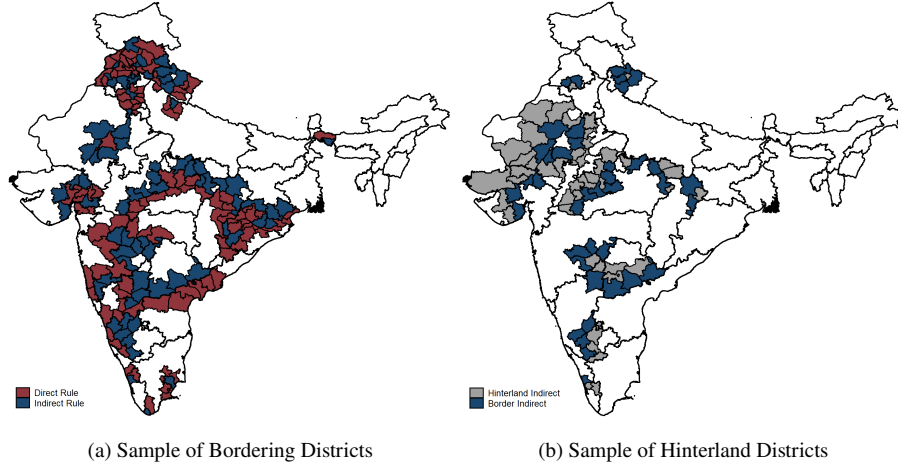 Direct Rule
Indirect Rule
Hinterland Indirect
Border Indirect
(a) Sample of Bordering Districts
(b) Sample of Hinterland Districts